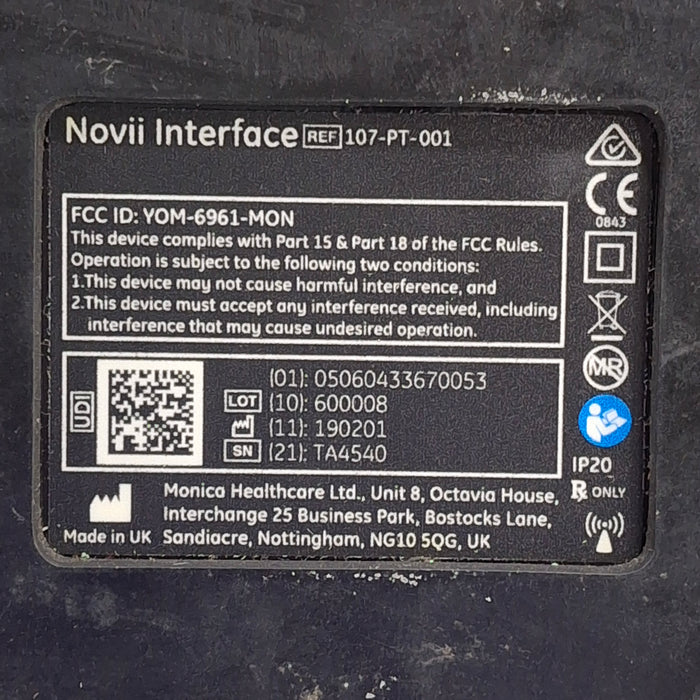 Novii Interface REF 107-PT-001
FCC ID: YOM-6961-MON
This device complies with Part 15 & Part 18 of the FCC Rules.
Operation is subject to the following two conditions:
1.This device may not cause harmful interference, and
2.This device must accept any interference received, including
interference that may cause undesired operation.
CE
0843
MR
UDI
(01): 05060433670053
LOT (10): 600008
(11): 190201
SN (21): TA4540
IP20
Rx ONLY
Made in UK
Monica Healthcare Ltd., Unit 8, Octavia House,
Interchange 25 Business Park, Bostocks Lane,
Sandiacre, Nottingham, NG10 5QG, UK